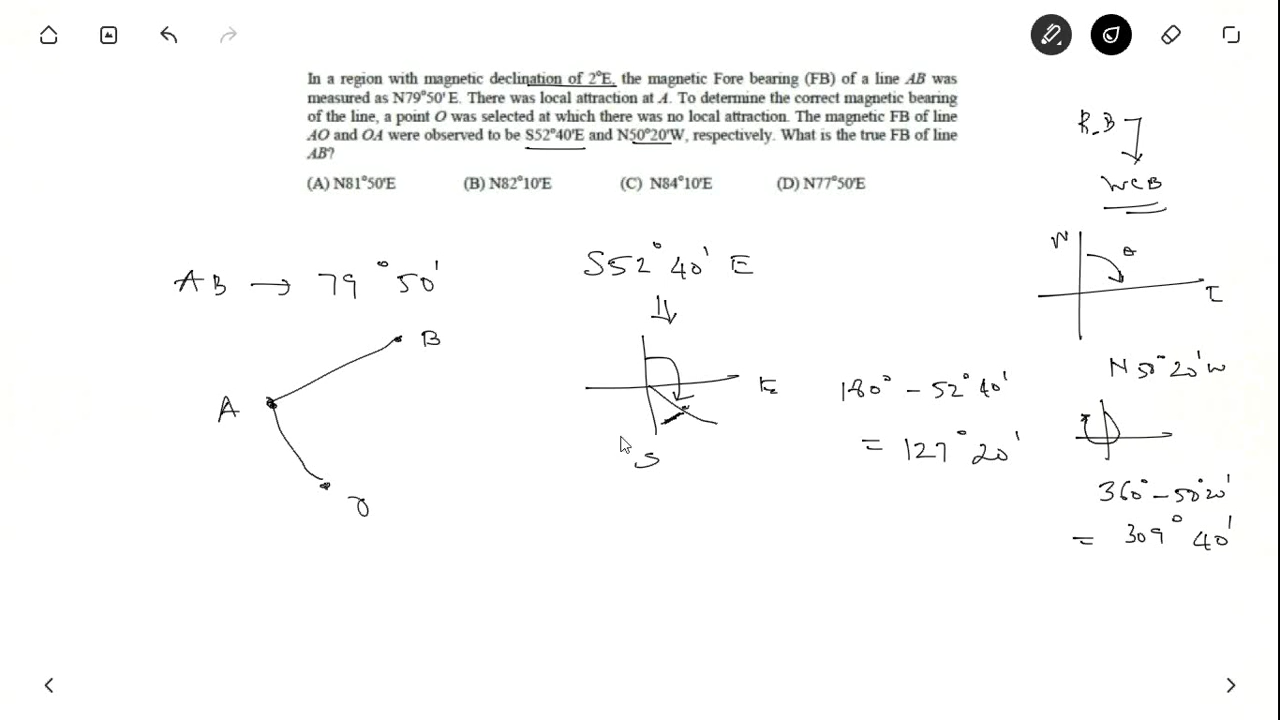 In a region with magnetic declination of 2°E, the magnetic Fore bearing (FB) of a line AB was
measured as N79°50'E. There was local attraction at A. To determine the correct magnetic bearing
of the line, a point O was selected at which there was no local attraction. The magnetic FB of line
AO and OA were observed to be S52°40'E and N50°20'W, respectively. What is the true FB of line
AB?
(A) N81°50'E (B) N82°10'E (C) N84°10'E (D) N77°50'E
R.B
WCB
N
θ
E
AB → 79°50'
B
A
O
S52°40' E
E
S
180° - 52°40'
= 127°20'
N50°20'W
360° - 50°20'
= 309°40'